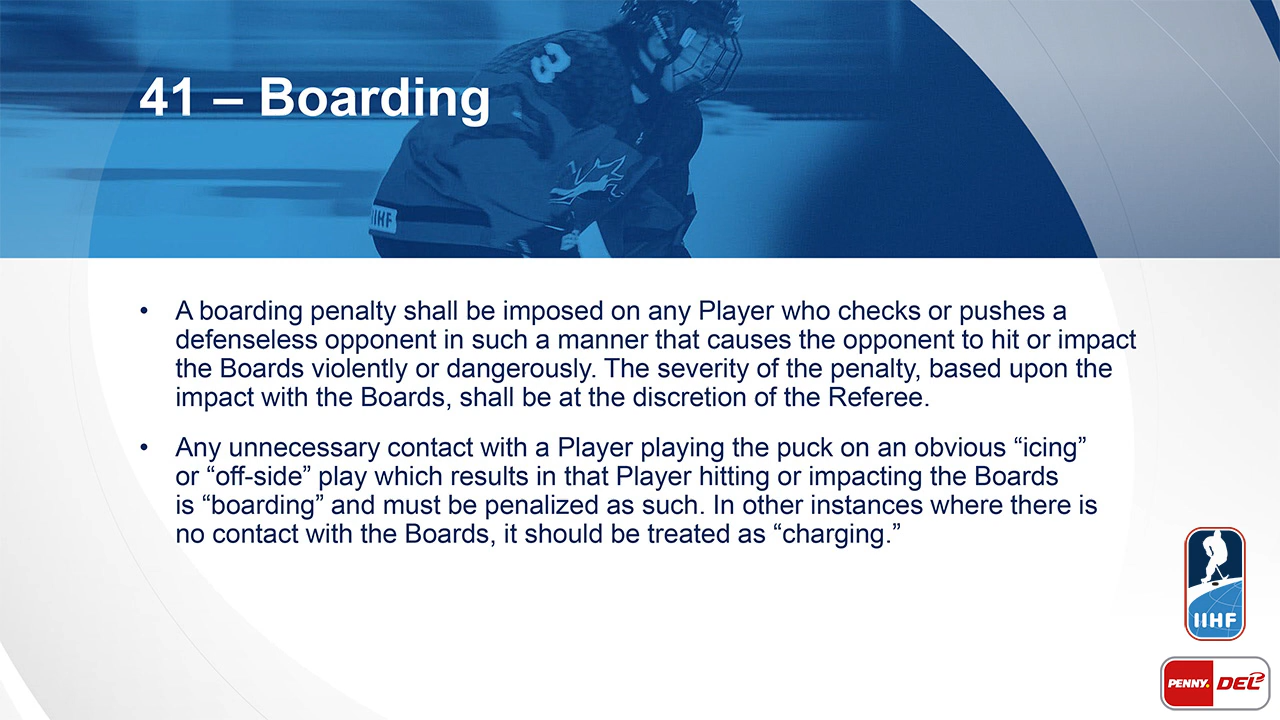 41 – Boarding
8
IIHF
• A boarding penalty shall be imposed on any Player who checks or pushes a
defenseless opponent in such a manner that causes the opponent to hit or impact
the Boards violently or dangerously. The severity of the penalty, based upon the
impact with the Boards, shall be at the discretion of the Referee.
• Any unnecessary contact with a Player playing the puck on an obvious “icing”
or “off-side” play which results in that Player hitting or impacting the Boards
is “boarding” and must be penalized as such. In other instances where there is
no contact with the Boards, it should be treated as “charging.”
IIHF
PENNY. DEL